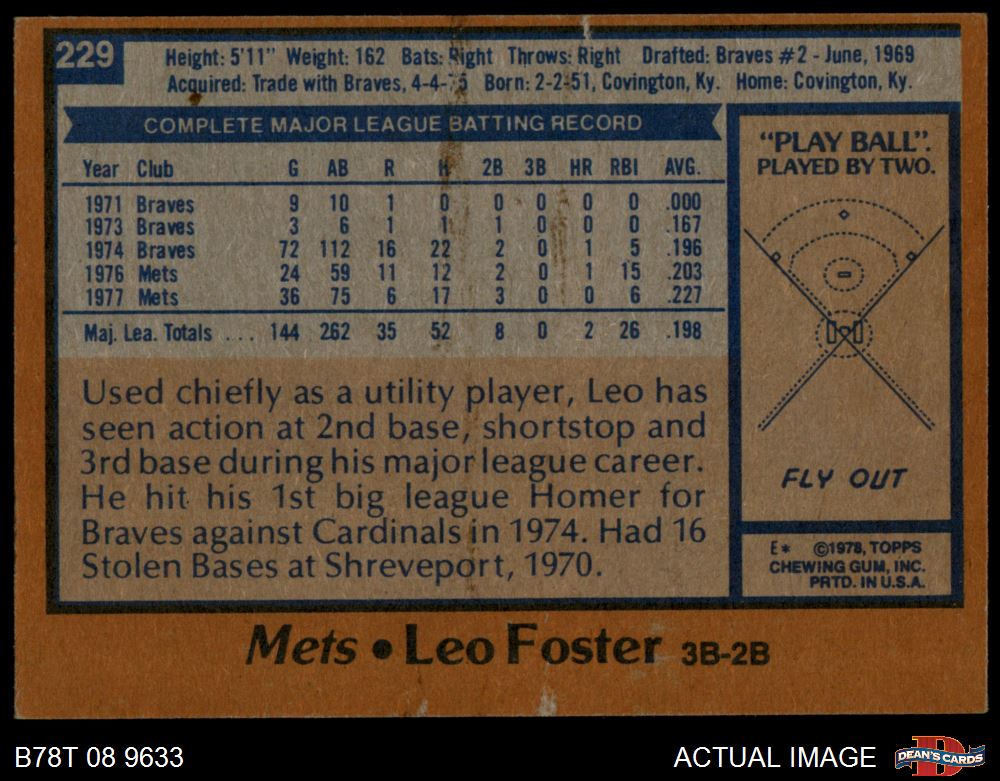 229
Height: 5'11" Weight: 162 Bats: Right Throws: Right Drafted: Braves #2 - June, 1969
Acquired: Trade with Braves, 4-4-75 Born: 2-2-51, Covington, Ky. Home: Covington, Ky.
COMPLETE MAJOR LEAGUE BATTING RECORD
Year Club G AB R H 2B 3B HR RBI AVG.
1971 Braves 9 10 1 0 0 0 0 0 .000
1973 Braves 3 6 1 1 1 0 0 0 .167
1974 Braves 72 112 16 22 2 0 1 5 .196
1976 Mets 24 59 11 12 2 0 1 15 .203
1977 Mets 36 75 6 17 3 0 0 6 .227
Maj. Lea. Totals ... 144 262 35 52 8 0 2 26 .198
Used chiefly as a utility player, Leo has
seen action at 2nd base, shortstop and
3rd base during his major league career.
He hit his 1st big league Homer for
Braves against Cardinals in 1974. Had 16
Stolen Bases at Shreveport, 1970.
"PLAY BALL".
PLAYED BY TWO.
FLY OUT
E* ©1978, TOPPS
CHEWING GUM, INC.
PRTD. IN U.S.A.
Mets • Leo Foster 3B-2B
B78T 08 9633
ACTUAL IMAGE
D
DEAN'S CARDS